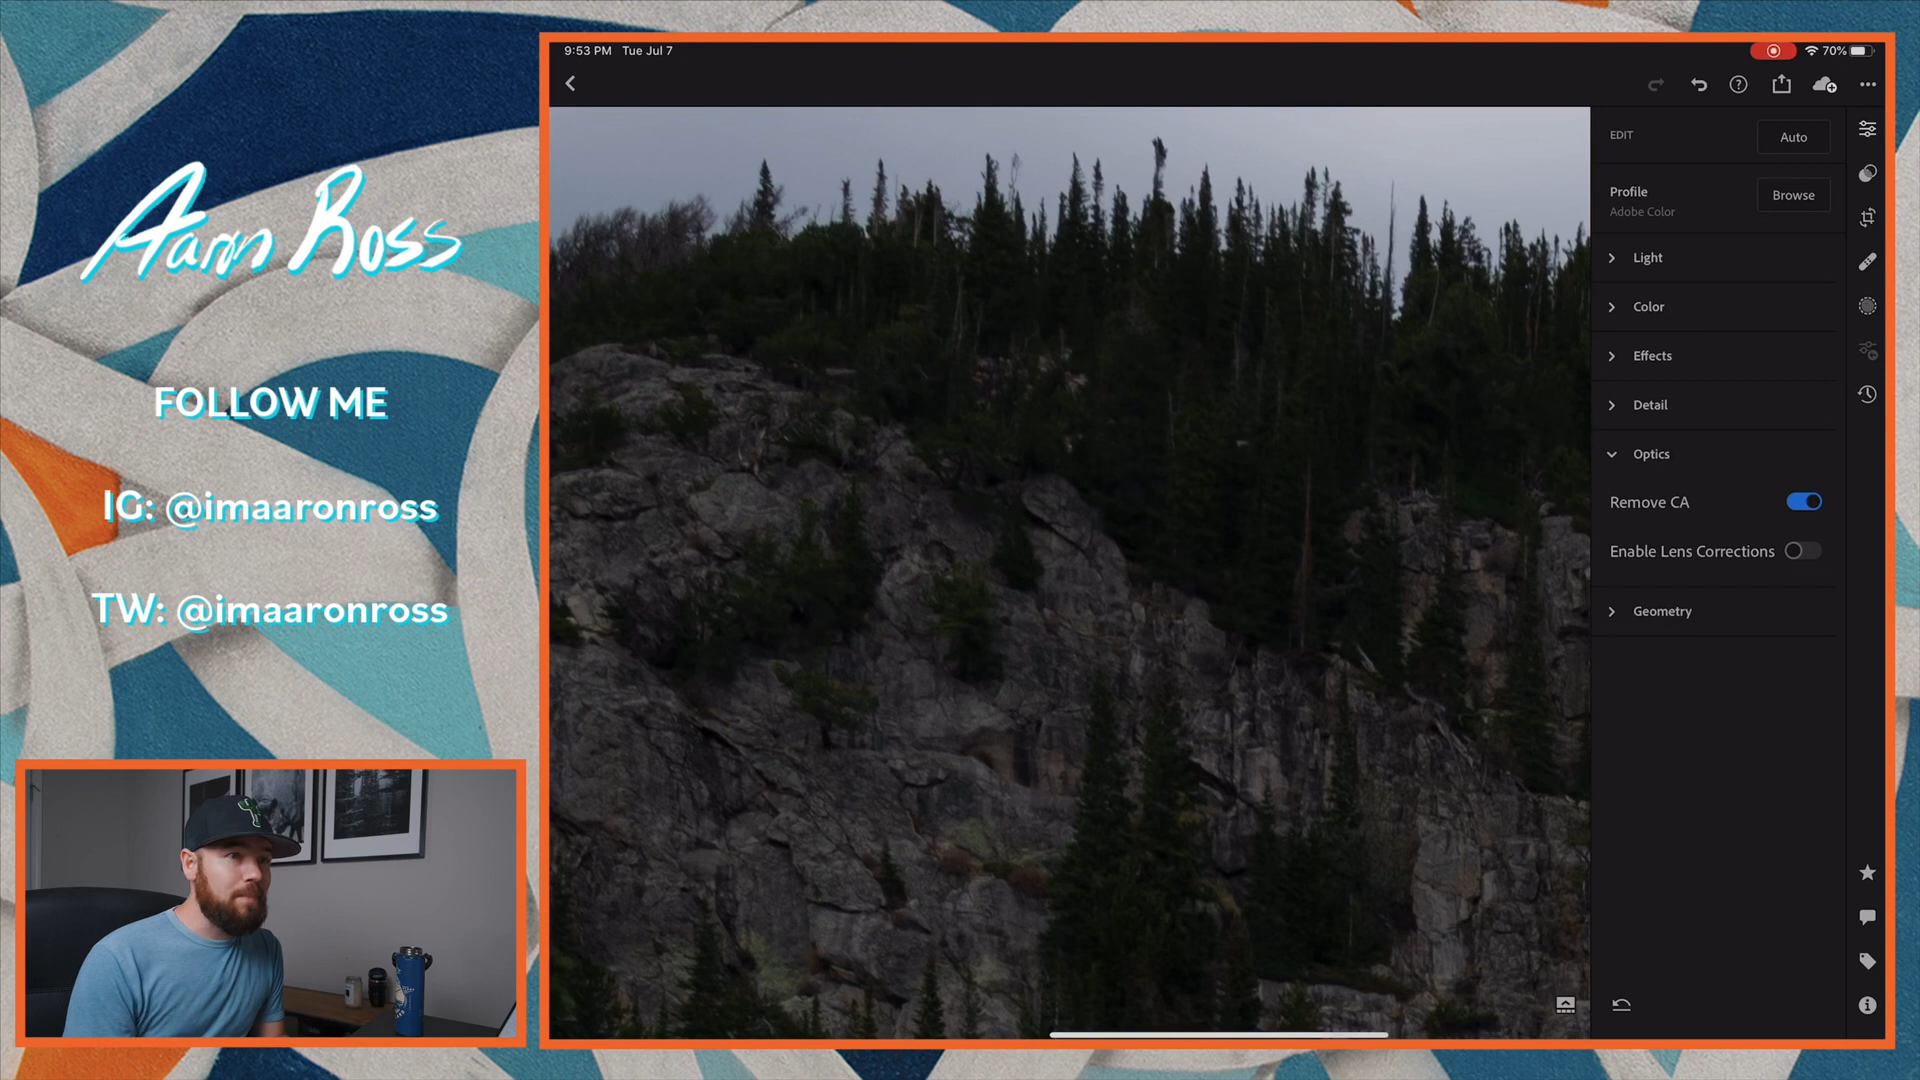 Aaron Ross
FOLLOW ME
IG: @imaaronross
TW: @imaaronross
9:53 PM Tue Jul 7
70%
EDIT
Auto
Profile
Adobe Color
Browse
Light
Color
Effects
Detail
Optics
Remove CA
Enable Lens Corrections
Geometry